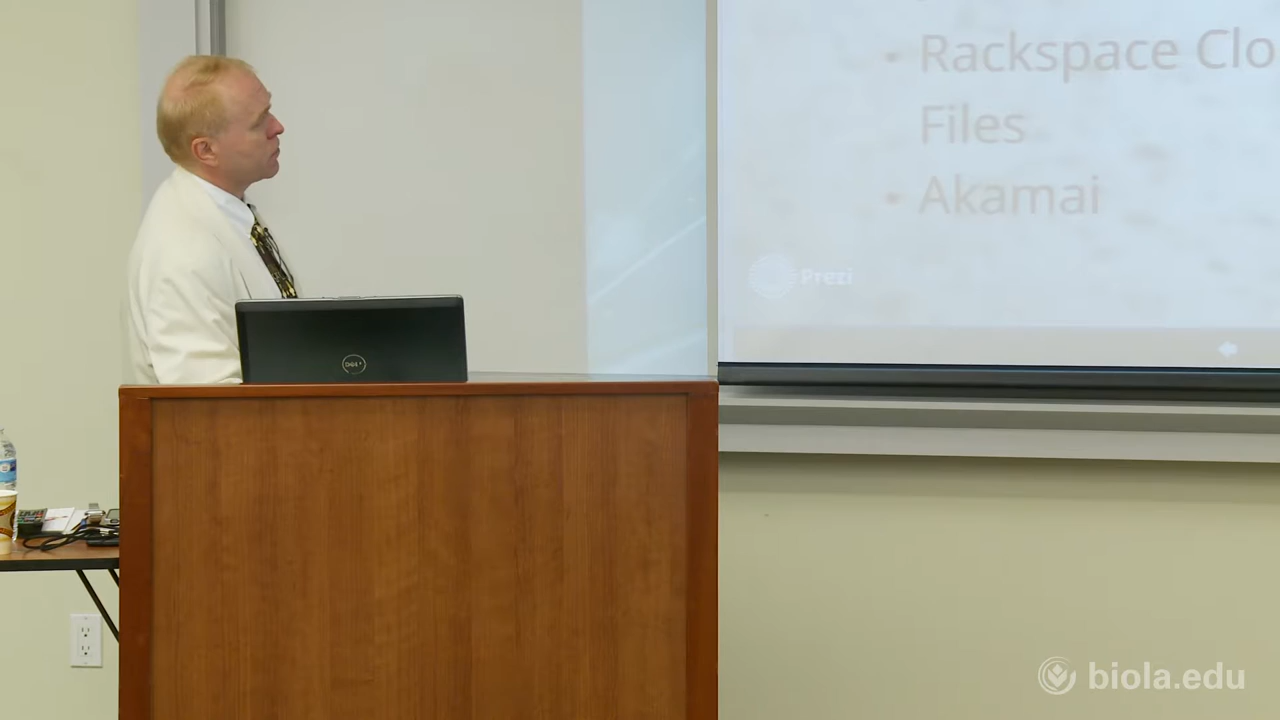 • Rackspace Clo
Files
• Akamai
Prezi
DELL
biola.edu